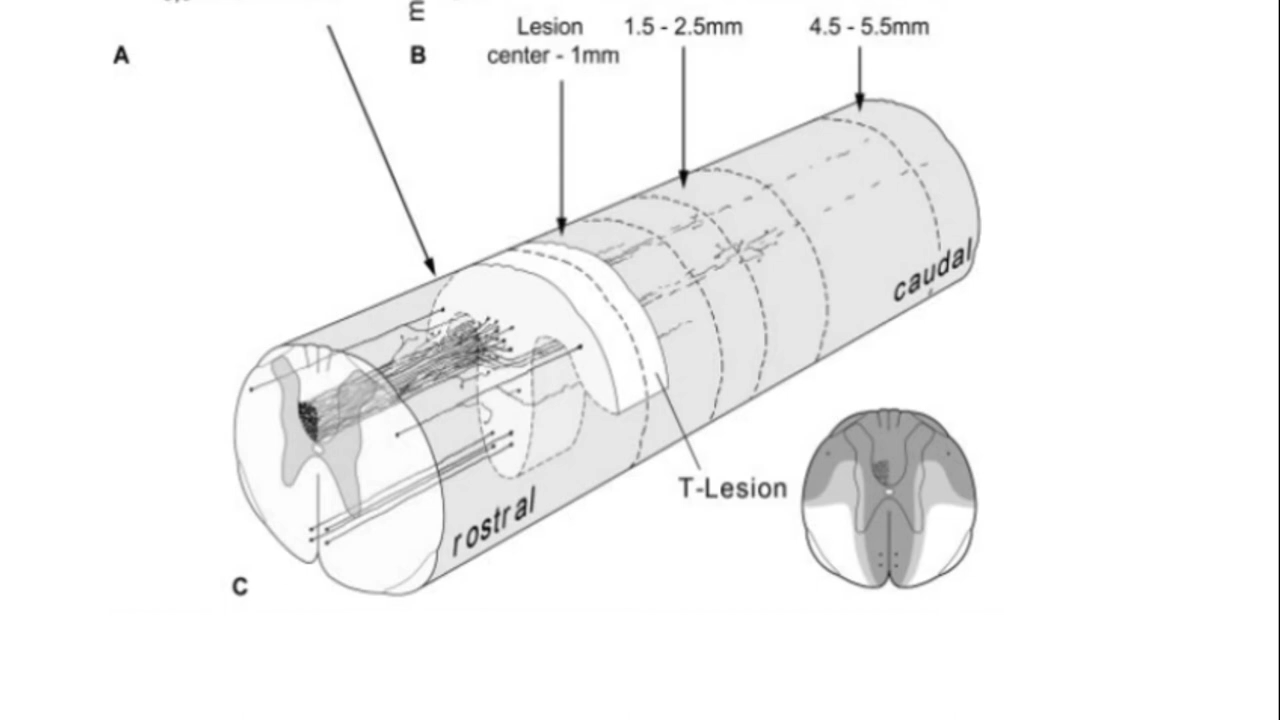 E
A
B
Lesion
center - 1mm
1.5 - 2.5mm
4.5 - 5.5mm
caudal
T-Lesion
rostral
C